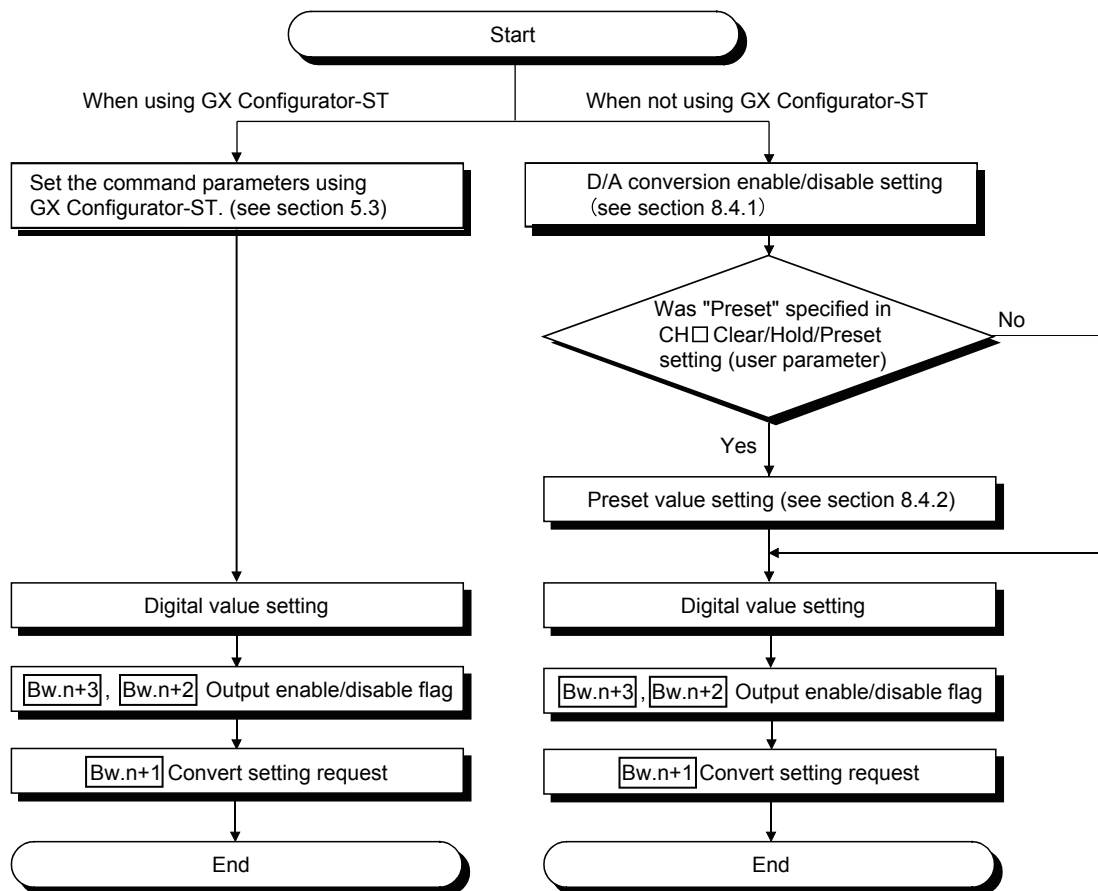 Start
When using GX Configurator-ST
When not using GX Configurator-ST
Set the command parameters using
GX Configurator-ST. (see section 5.3)
D/A conversion enable/disable setting
(see section 8.4.1)
Was "Preset" specified in
CH□ Clear/Hold/Preset
setting (user parameter)
No
Yes
Preset value setting (see section 8.4.2)
Digital value setting
Digital value setting
Bw.n+3 , Bw.n+2 Output enable/disable flag
Bw.n+3 , Bw.n+2 Output enable/disable flag
Bw.n+1 Convert setting request
Bw.n+1 Convert setting request
End
End